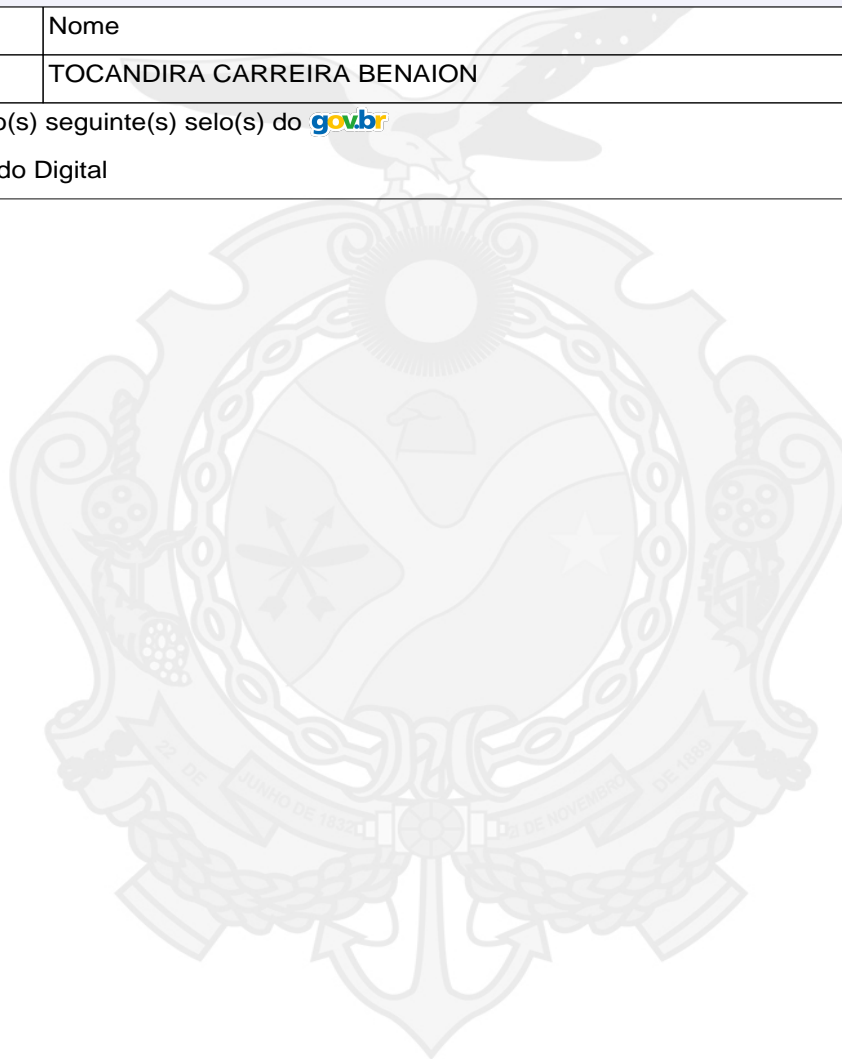 Nome
TOCANDIRA CARREIRA BENAION
o(s) seguinte(s) selo(s) do gov.br
do Digital
22 DE JUNHO DE 1832
21 DE NOVEMBRO DE 1889